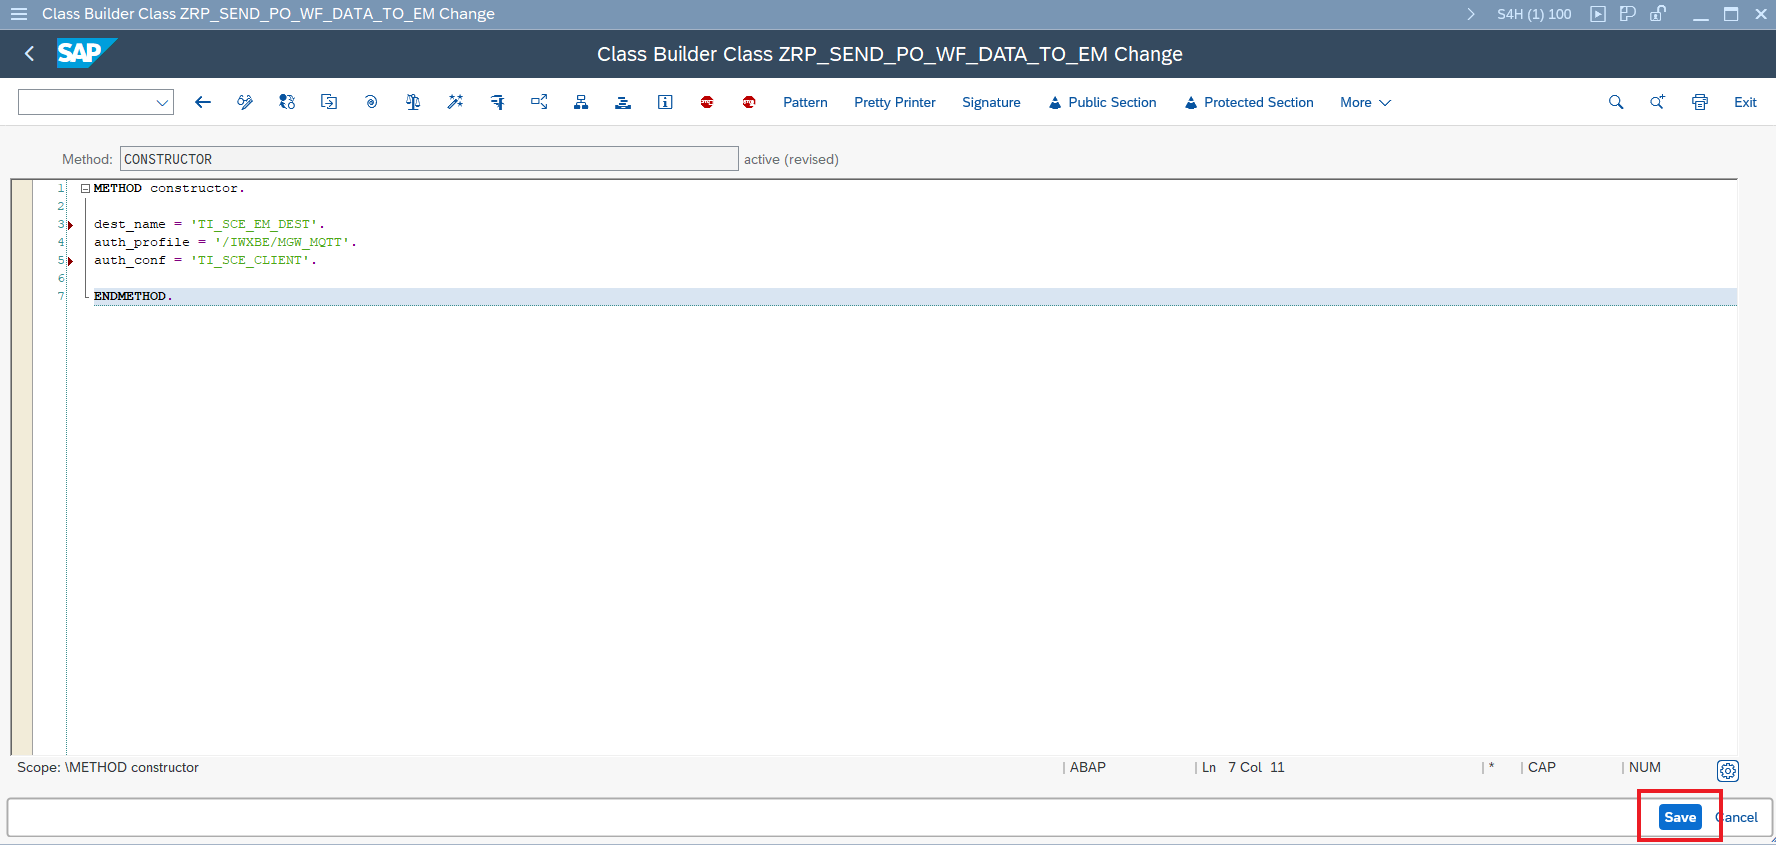 Class Builder Class ZRP_SEND_PO_WF_DATA_TO_EM Change
S4H (1) 100
SAP
Class Builder Class ZRP_SEND_PO_WF_DATA_TO_EM Change
Pattern Pretty Printer Signature Public Section Protected Section More Exit
Method: CONSTRUCTOR active (revised)
1 METHOD constructor.
2
3 dest_name = 'TI_SCE_EM_DEST'.
4 auth_profile = '/IWXBE/MGW_MQTT'.
5 auth_conf = 'TI_SCE_CLIENT'.
6
7 ENDMETHOD.
Scope: \METHOD constructor | ABAP | Ln 7 Col 11 | * | CAP | NUM
Save Cancel